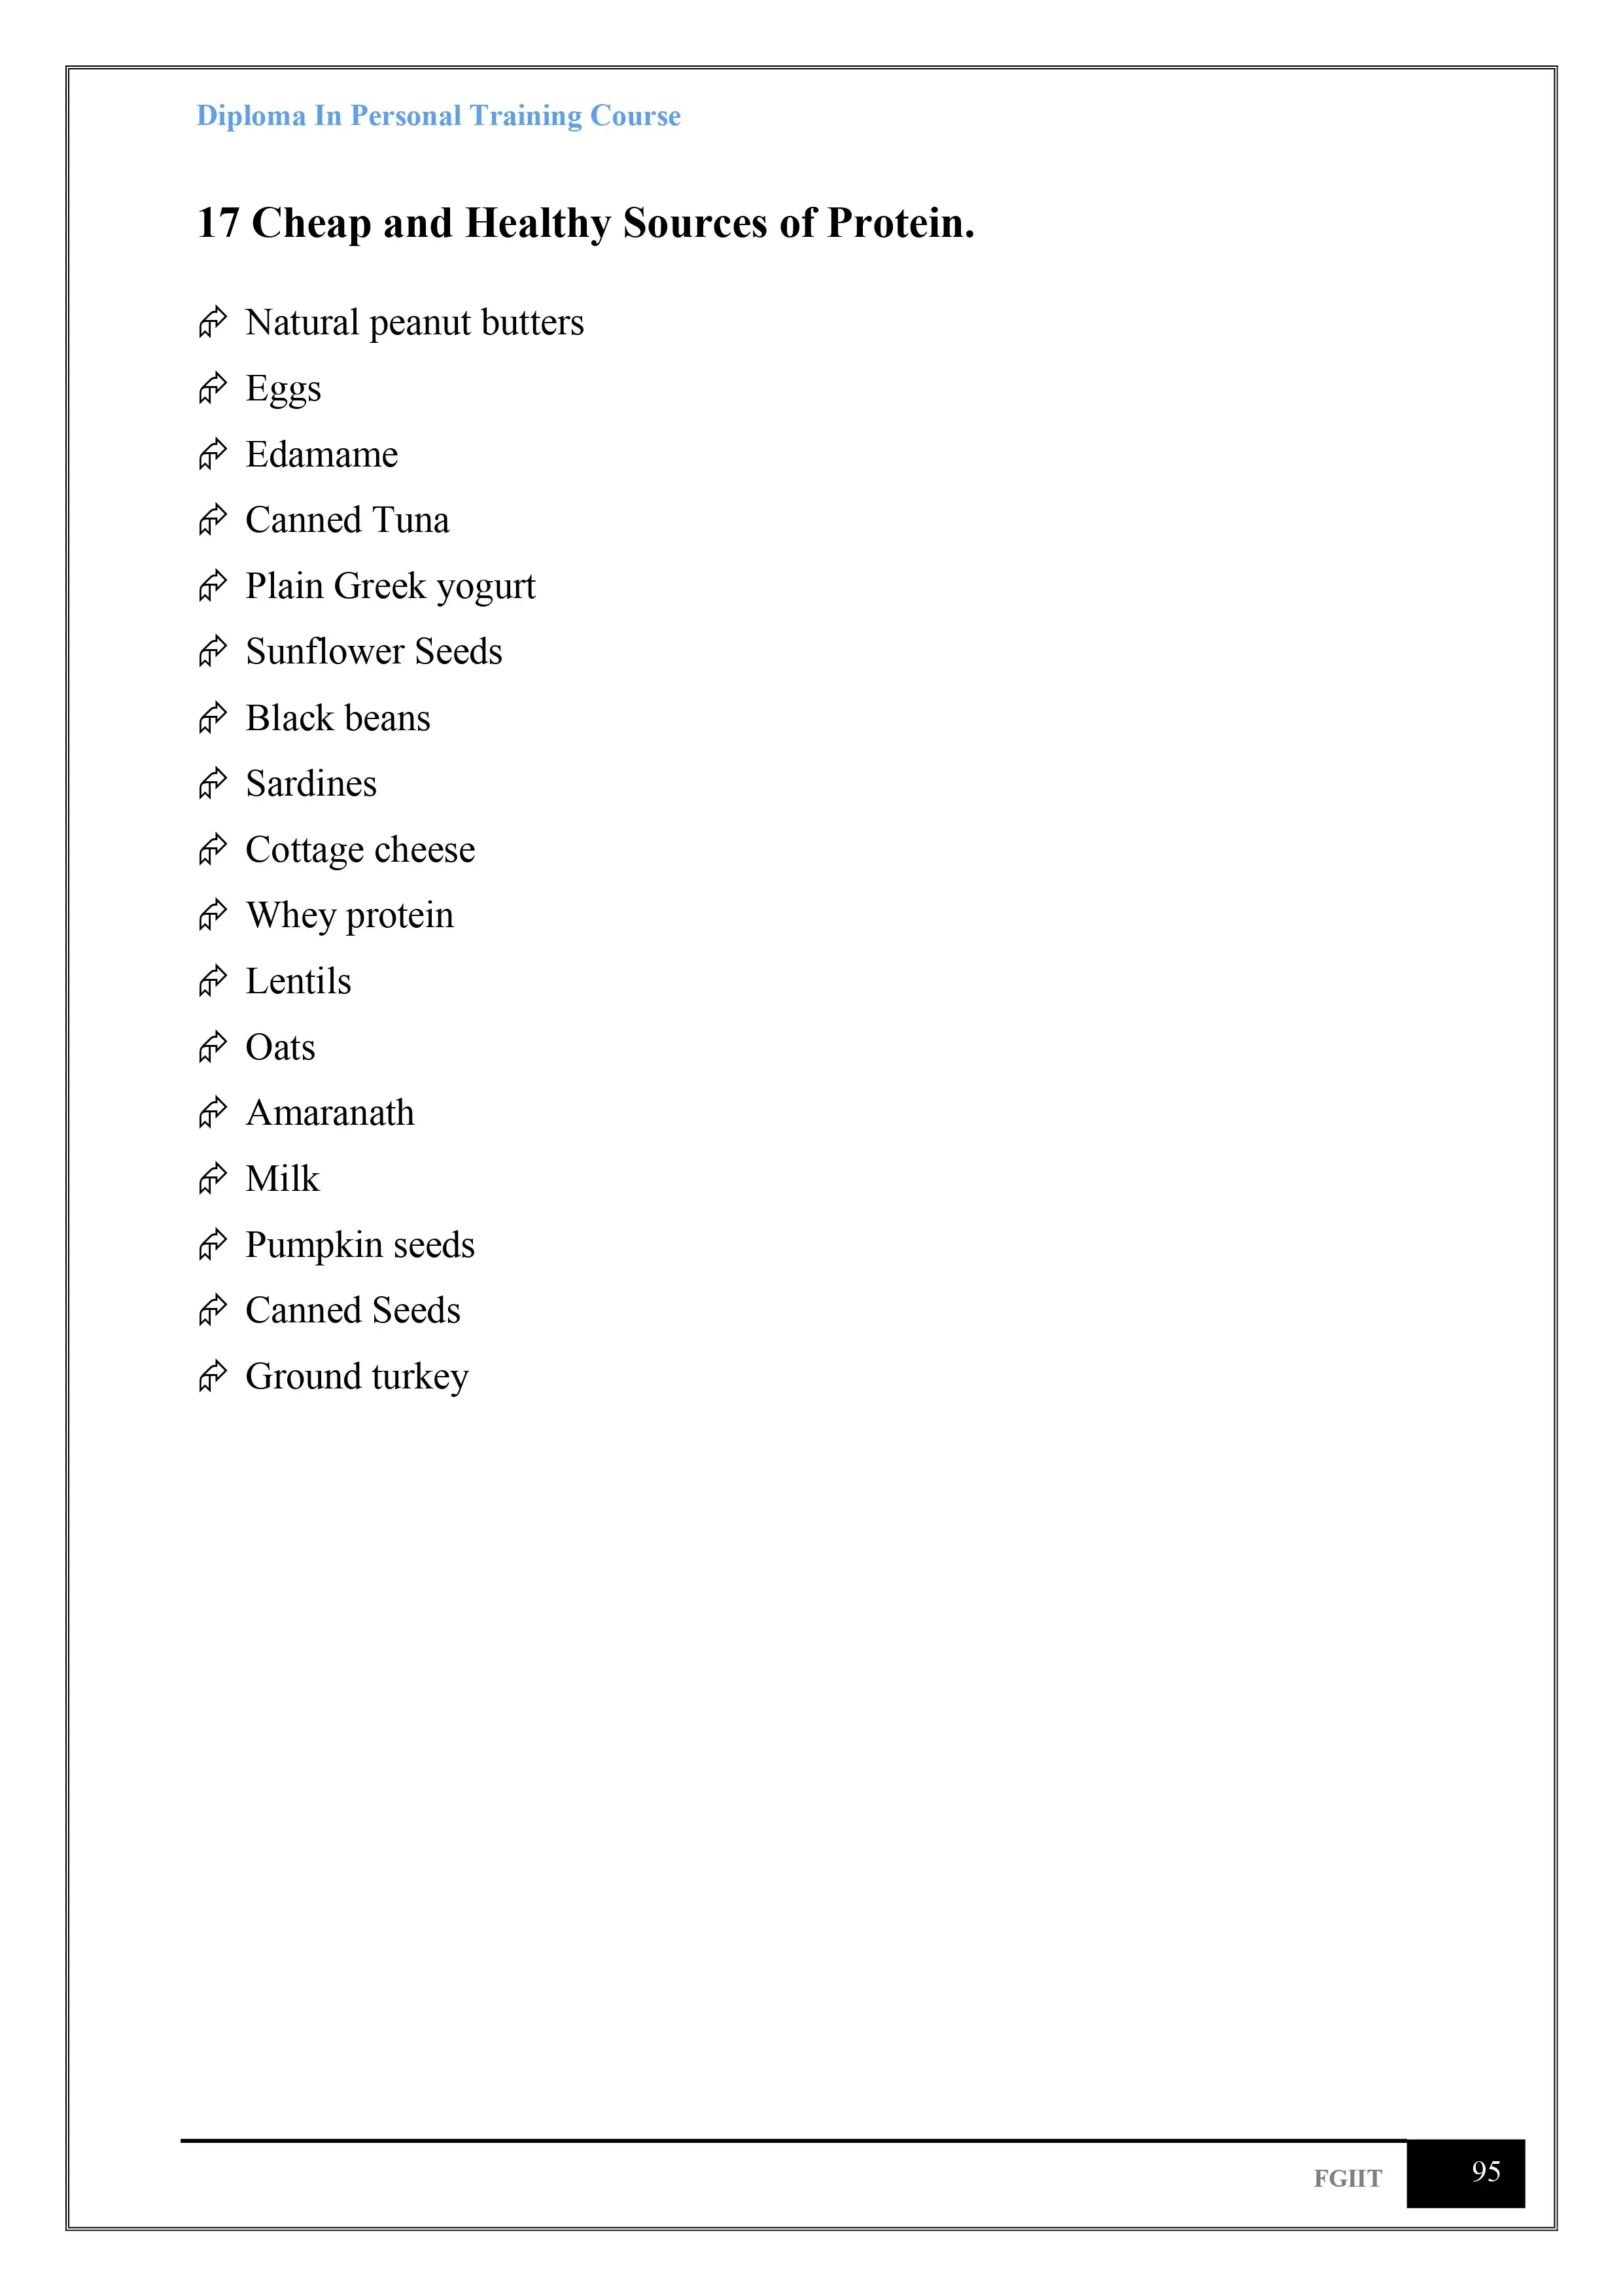 Diploma In Personal Training Course
17 Cheap and Healthy Sources of Protein.
Natural peanut butters
Eggs
Edamame
Canned Tuna
Plain Greek yogurt
Sunflower Seeds
Black beans
Sardines
Cottage cheese
Whey protein
Lentils
Oats
Amaranath
Milk
Pumpkin seeds
Canned Seeds
Ground turkey
FGIIT 95